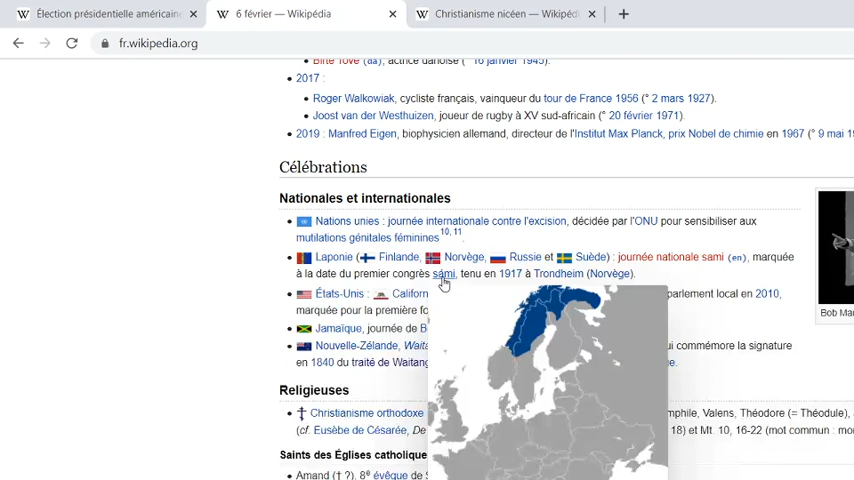 Élection présidentielle américaine
6 février — Wikipédia
Christianisme nicéen — Wikipédi
fr.wikipedia.org
Birte Tove (da), actrice danoise (° 16 janvier 1945).
2017 :
Roger Walkowiak, cycliste français, vainqueur du tour de France 1956 (° 2 mars 1927).
Joost van der Westhuizen, joueur de rugby à XV sud-africain (° 20 février 1971).
2019 : Manfred Eigen, biophysicien allemand, directeur de l'Institut Max Planck, prix Nobel de chimie en 1967 (° 9 mai 19
Célébrations
Nationales et internationales
Nations unies : journée internationale contre l'excision, décidée par l'ONU pour sensibiliser aux
mutilations génitales féminines10, 11.
Laponie (Finlande, Norvège, Russie et Suède) : journée nationale sami (en), marquée
à la date du premier congrès sámi, tenu en 1917 à Trondheim (Norvège).
États-Unis : Californ parlement local en 2010,
marquée pour la première fo
Jamaïque, journée de B
Nouvelle-Zélande, Waita ui commémore la signature
en 1840 du traité de Waitang e.
Bob Ma
Religieuses
Christianisme orthodoxe mphile, Valens, Théodore (= Théodule),
(cf. Eusèbe de Césarée, De 18) et Mt. 10, 16-22 (mot commun : mo
Saints des Églises catholique
Amand († ?), 8e évêque de S